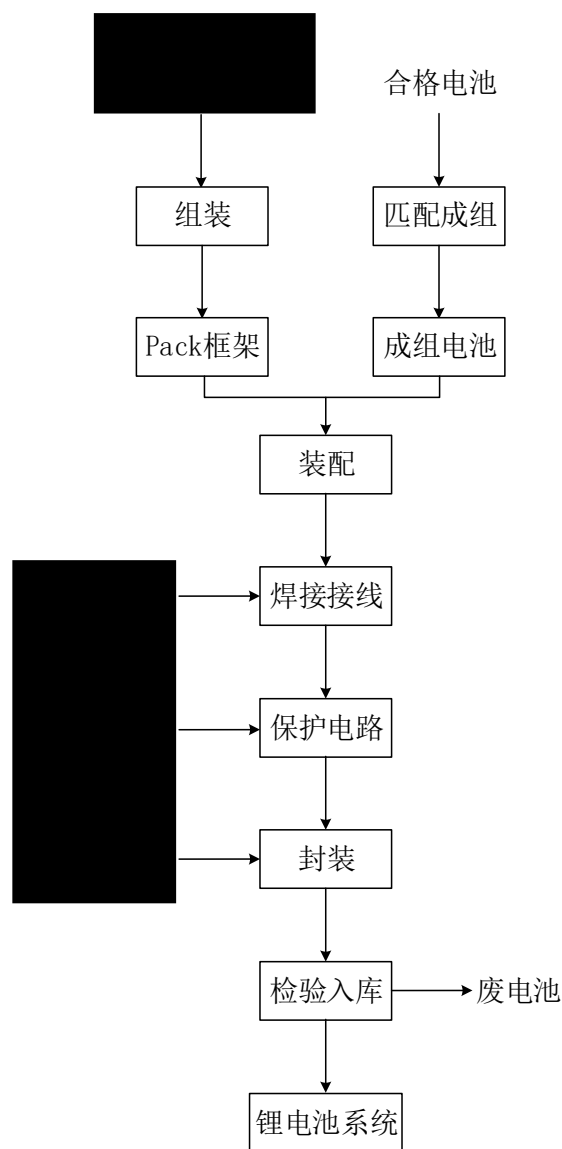 合格电池
组装
匹配成组
Pack框架
成组电池
装配
焊接接线
保护电路
封装
检验入库
废电池
锂电池系统